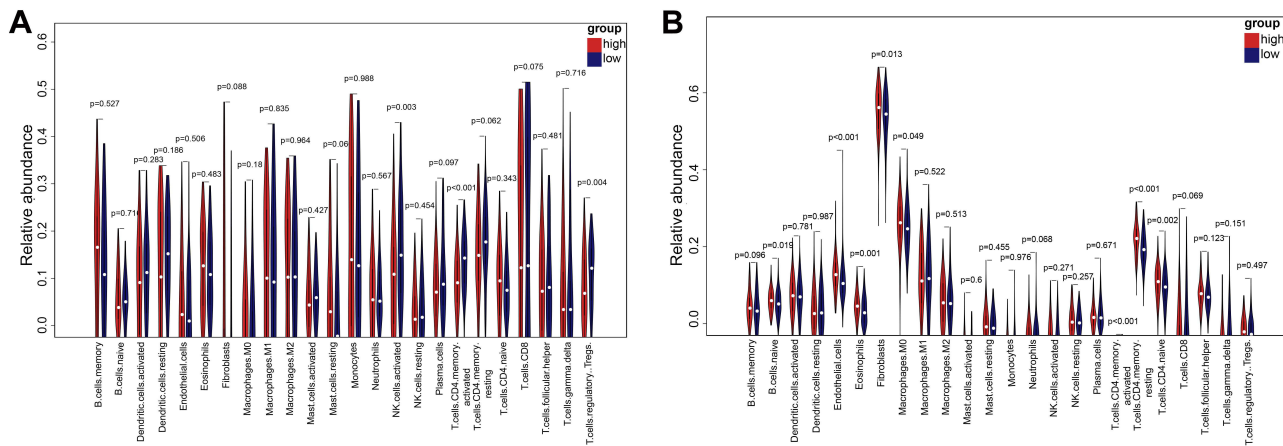 A
group
high
low
Relative abundance
0.6
0.5
0.4
0.3
0.2
0.1
0.0
p=0.527
p=0.716
p=0.283
p=0.186
p=0.506
p=0.483
p=0.088
p=0.18
p=0.835
p=0.964
p=0.427
p=0.06
p=0.988
p=0.567
p=0.003
p=0.454
p=0.097
p<0.001
p=0.062
p=0.343
p=0.075
p=0.481
p=0.716
p=0.004
B.cells.memory
B.cells.naive
Dendritic.cells.activated
Dendritic.cells.resting
Endothelial.cells
Eosinophils
Fibroblasts
Macrophages.M0
Macrophages.M1
Macrophages.M2
Mast.cells.activated
Mast.cells.resting
Monocytes
Neutrophils
NK.cells.activated
NK.cells.resting
Plasma.cells
T.cells.CD4.memory.
activated
T.cells.CD4.memory.
resting
T.cells.CD4.naive
T.cells.CD8
T.cells.follicular.helper
T.cells.gamma.delta
T.cells.regulatory..Tregs.
B
group
high
low
Relative abundance
0.6
0.4
0.2
0.0
p=0.096
p=0.019
p=0.781
p=0.987
p<0.001
p=0.001
p=0.013
p=0.049
p=0.522
p=0.513
p=0.6
p=0.455
p=0.976
p=0.068
p=0.271
p=0.257
p=0.671
p<0.001
p<0.001
p=0.002
p=0.069
p=0.123
p=0.151
p=0.497
B.cells.memory
B.cells.naive
Dendritic.cells.activated
Dendritic.cells.resting
Endothelial.cells
Eosinophils
Fibroblasts
Macrophages.M0
Macrophages.M1
Macrophages.M2
Mast.cells.activated
Mast.cells.resting
Monocytes
Neutrophils
NK.cells.activated
NK.cells.resting
Plasma.cells
T.cells.CD4.memory.
activated
T.cells.CD4.memory.
resting
T.cells.CD4.naive
T.cells.CD8
T.cells.follicular.helper
T.cells.gamma.delta
T.cells.regulatory..Tregs.